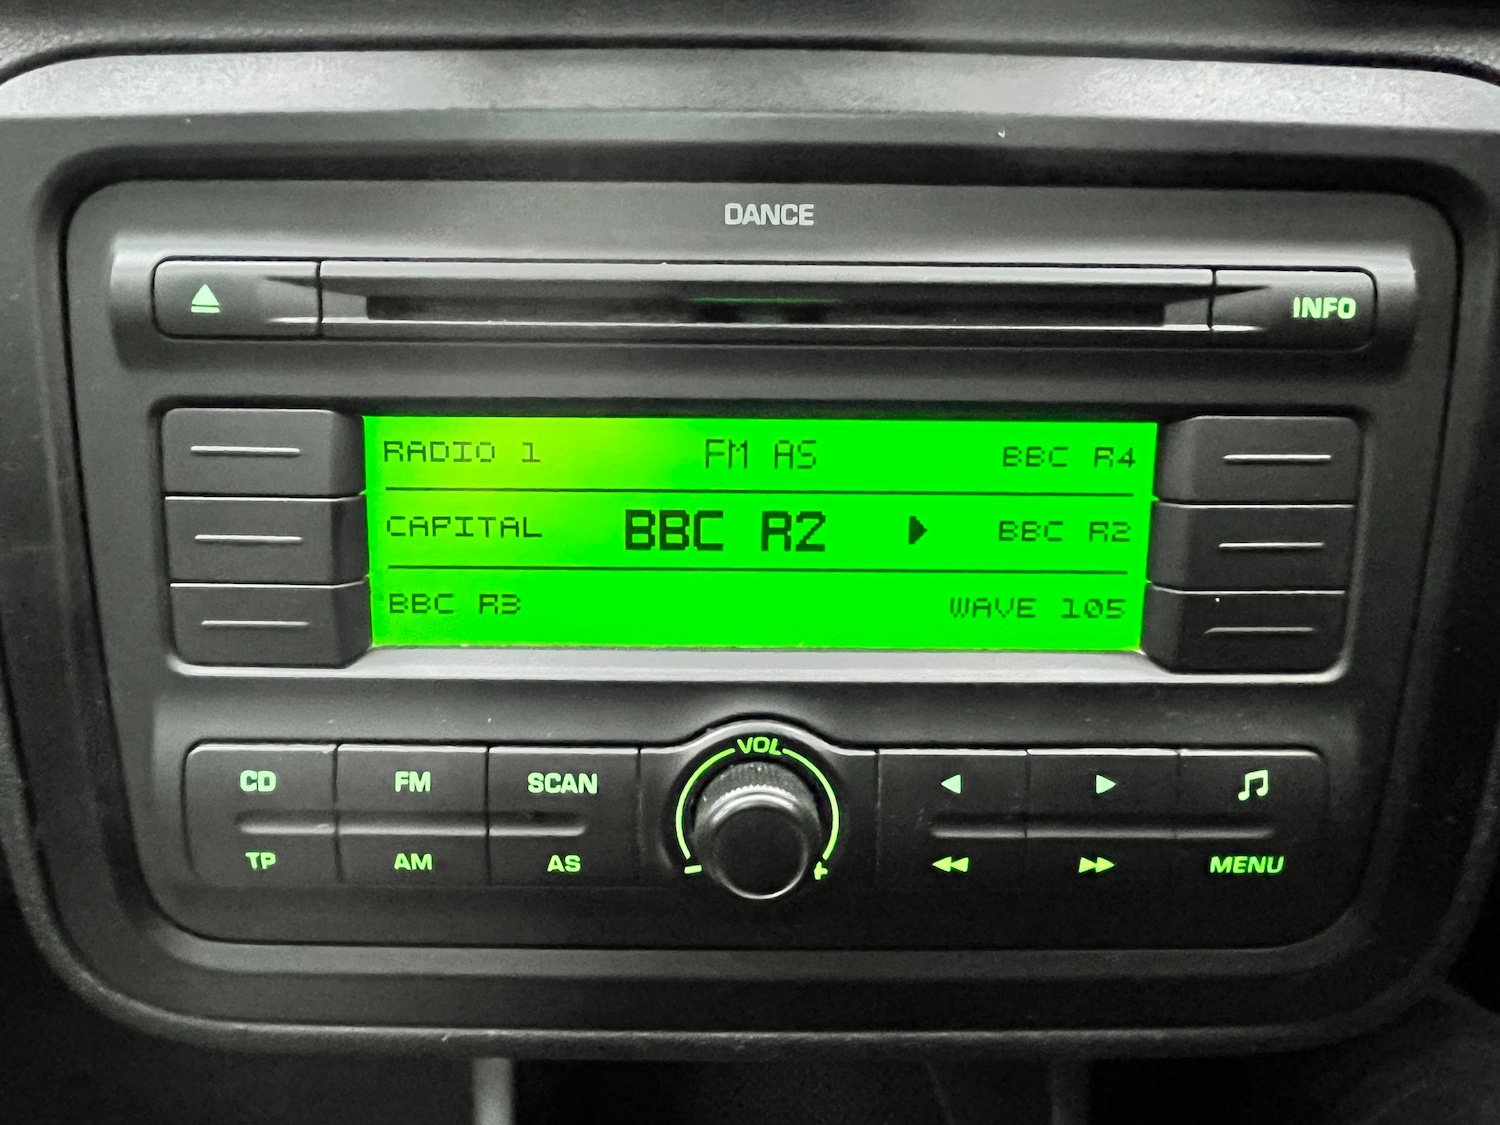 DANCE
INFO
RADIO 1 FM AS BBC R4
CAPITAL BBC R2 BBC R2
BBC R3 WAVE 105
VOL
CD FM SCAN
- +
TP AM AS MENU